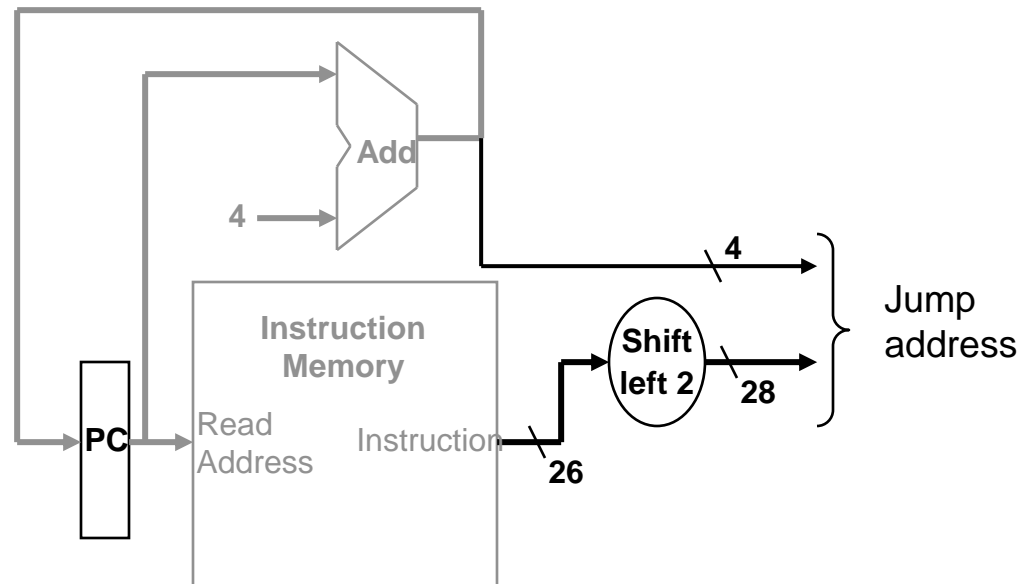 Add
4
4
Jump
address
Instruction
Memory
Shift
left 2
28
PC
Read
Address
Instruction
26